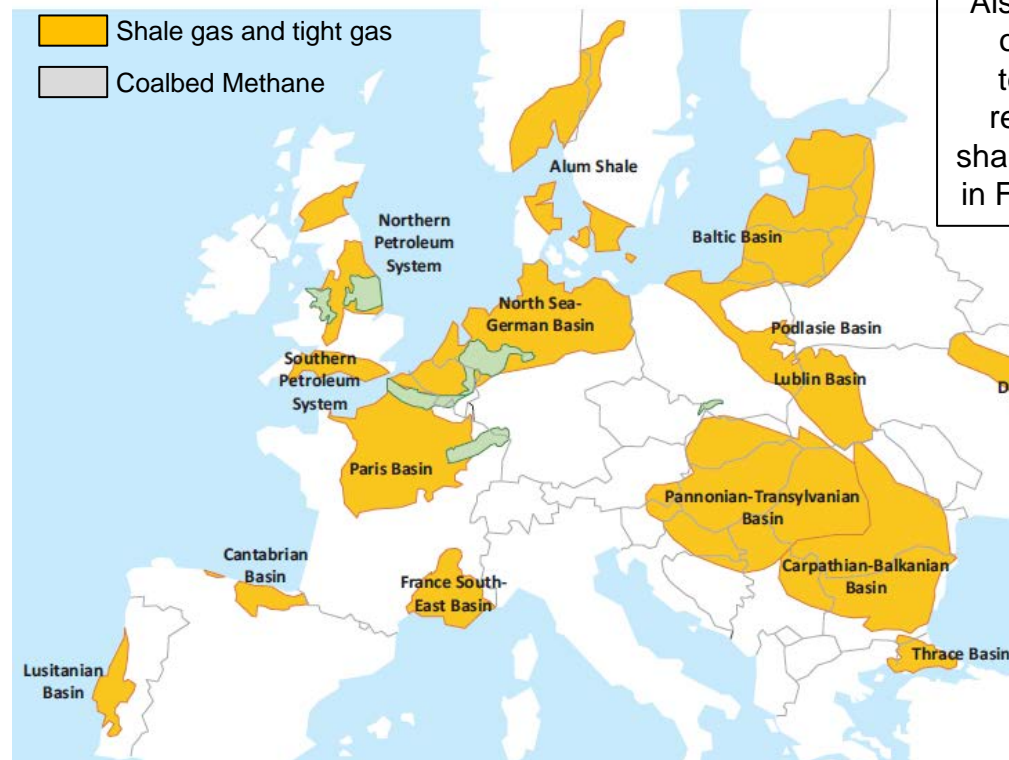 Shale gas and tight gas
Coalbed Methane
in
Alum Shale
Northern
Petroleum
System
Baltic Basin
North Sea-
German Basin
Podlasie Basin
Southern
Petroleum
System
Lublin Basin
Paris Basin
Pannonian-Transylvanian
Basin
Cantabrian
Basin
France South-
East Basin
Carpathian-Balkanian
Basin
Lusitanian
Basin
Thrace Basin